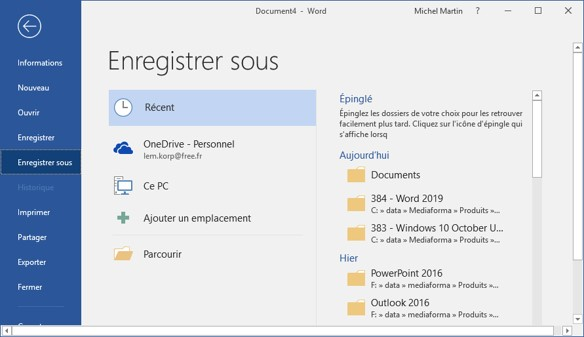 Document4 - Word
Michel Martin
?
Informations
Nouveau
Ouvrir
Enregistrer
Enregistrer sous
Historique
Imprimer
Partager
Exporter
Fermer
Enregistrer sous
Récent
OneDrive - Personnel
lem.korp@free.fr
Ce PC
Ajouter un emplacement
Parcourir
Épinglé
Épinglez les dossiers de votre choix pour les retrouver
facilement plus tard. Cliquez sur l'icône d'épingle qui
s'affiche lorsq
Aujourd'hui
Documents
384 - Word 2019
C: » data » Mediaforma » Produits »...
383 - Windows 10 October U...
C: » data » Mediaforma » Produits »...
Hier
PowerPoint 2016
F: » data » mediaforma » Produits »...
Outlook 2016
F: » data » mediaforma » Produits »...